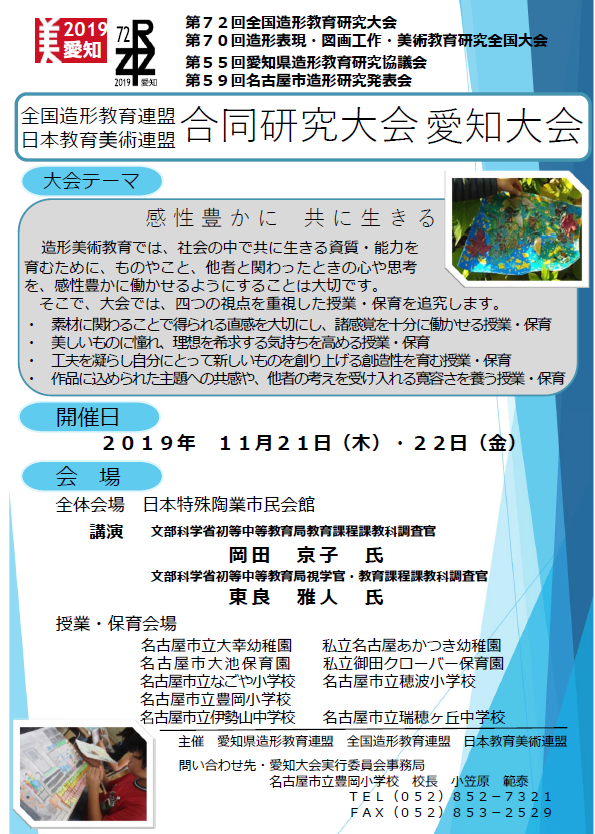 美 2019
愛知
72 2019 愛知
第７２回全国造形教育研究大会
第７０回造形表現・図画工作・美術教育研究全国大会
第５５回愛知県造形教育研究協議会
第５９回名古屋市造形研究発表会
全国造形教育連盟
日本教育美術連盟
合同研究大会 愛知大会
大会テーマ
感性豊かに 共に生きる
造形美術教育では、社会の中で共に生きる資質・能力を
育むために、ものやこと、他者と関わったときの心や思考
を、感性豊かに働かせるようにすることは大切です。
そこで、大会では、四つの視点を重視した授業・保育を追究します。
・ 素材に関わることで得られる直感を大切にし、諸感覚を十分に働かせる授業・保育
・ 美しいものに憧れ、理想を希求する気持ちを高める授業・保育
・ 工夫を凝らし自分にとって新しいものを創り上げる創造性を育む授業・保育
・ 作品に込められた主題への共感や、他者の考えを受け入れる寛容さを養う授業・保育
開催日
２０１９年 １１月２１日（木）・２２日（金）
会 場
全体会場 日本特殊陶業市民会館
講演 文部科学省初等中等教育局教育課程課教科調査官
岡田 京子 氏
文部科学省初等中等教育局視学官・教育課程課教科調査官
東良 雅人 氏
授業・保育会場
名古屋市立大幸幼稚園 私立名古屋あかつき幼稚園
名古屋市大池保育園 私立御田クローバー保育園
名古屋市立なごや小学校 名古屋市立穂波小学校
名古屋市立豊岡小学校
名古屋市立伊勢山中学校 名古屋市立瑞穂ヶ丘中学校
主催 愛知県造形教育連盟 全国造形教育連盟 日本教育美術連盟
問い合わせ先・愛知大会実行委員会事務局
名古屋市立豊岡小学校 校長 小笠原 範泰
ＴＥＬ（０５２）８５２－７３２１
ＦＡＸ（０５２）８５３－２５２９